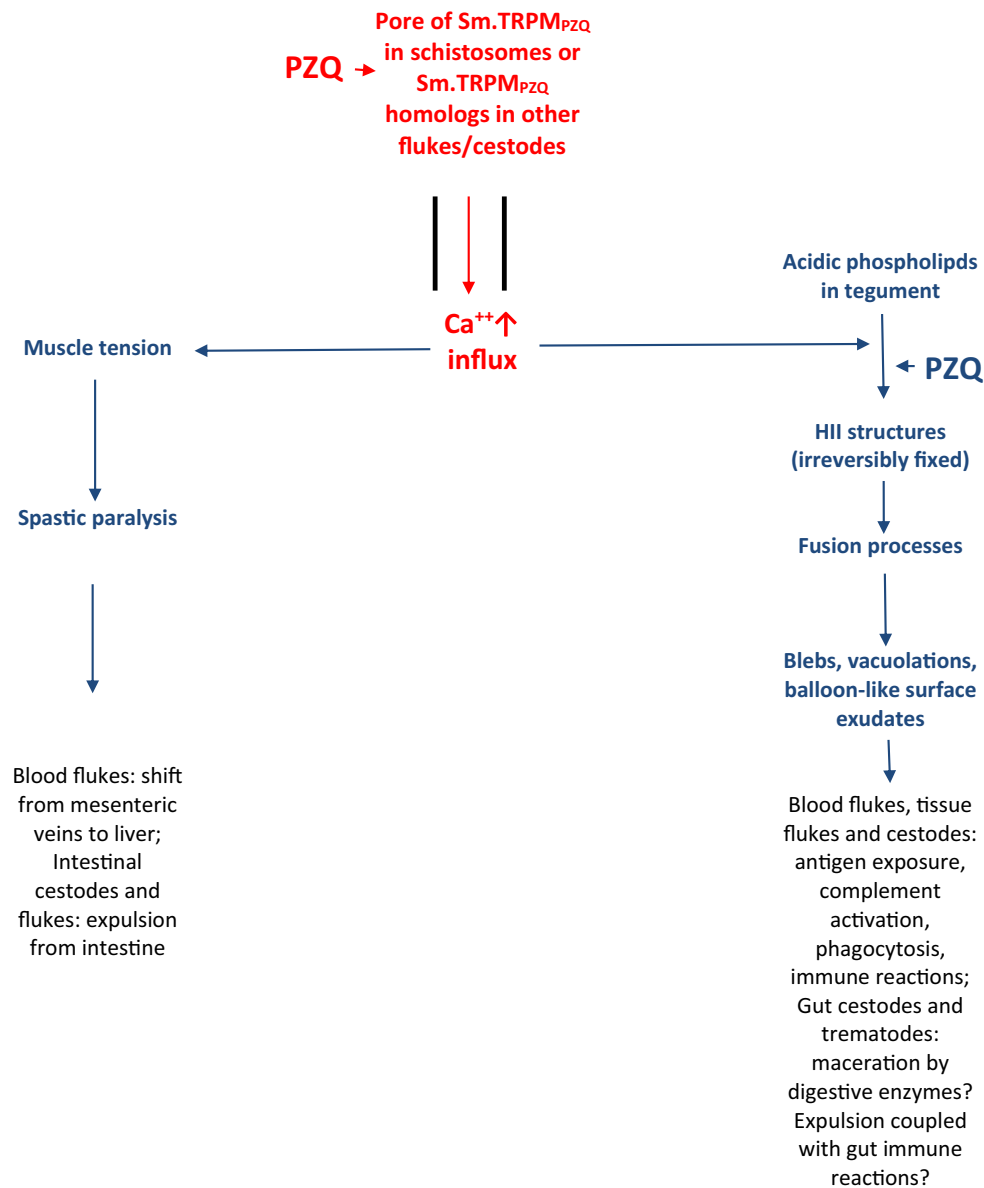 PZQ
Pore of Sm.TRPMPZQ
in schistosomes or
Sm.TRPMPZQ
homologs in other
flukes/cestodes
Ca++↑
influx
Muscle tension
Spastic paralysis
Blood flukes: shift
from mesenteric
veins to liver;
Intestinal
cestodes and
flukes: expulsion
from intestine
Acidic phospholipds
in tegument
PZQ
HII structures
(irreversibly fixed)
Fusion processes
Blebs, vacuolations,
balloon-like surface
exudates
Blood flukes, tissue
flukes and cestodes:
antigen exposure,
complement
activation,
phagocytosis,
immune reactions;
Gut cestodes and
trematodes:
maceration by
digestive enzymes?
Expulsion coupled
with gut immune
reactions?